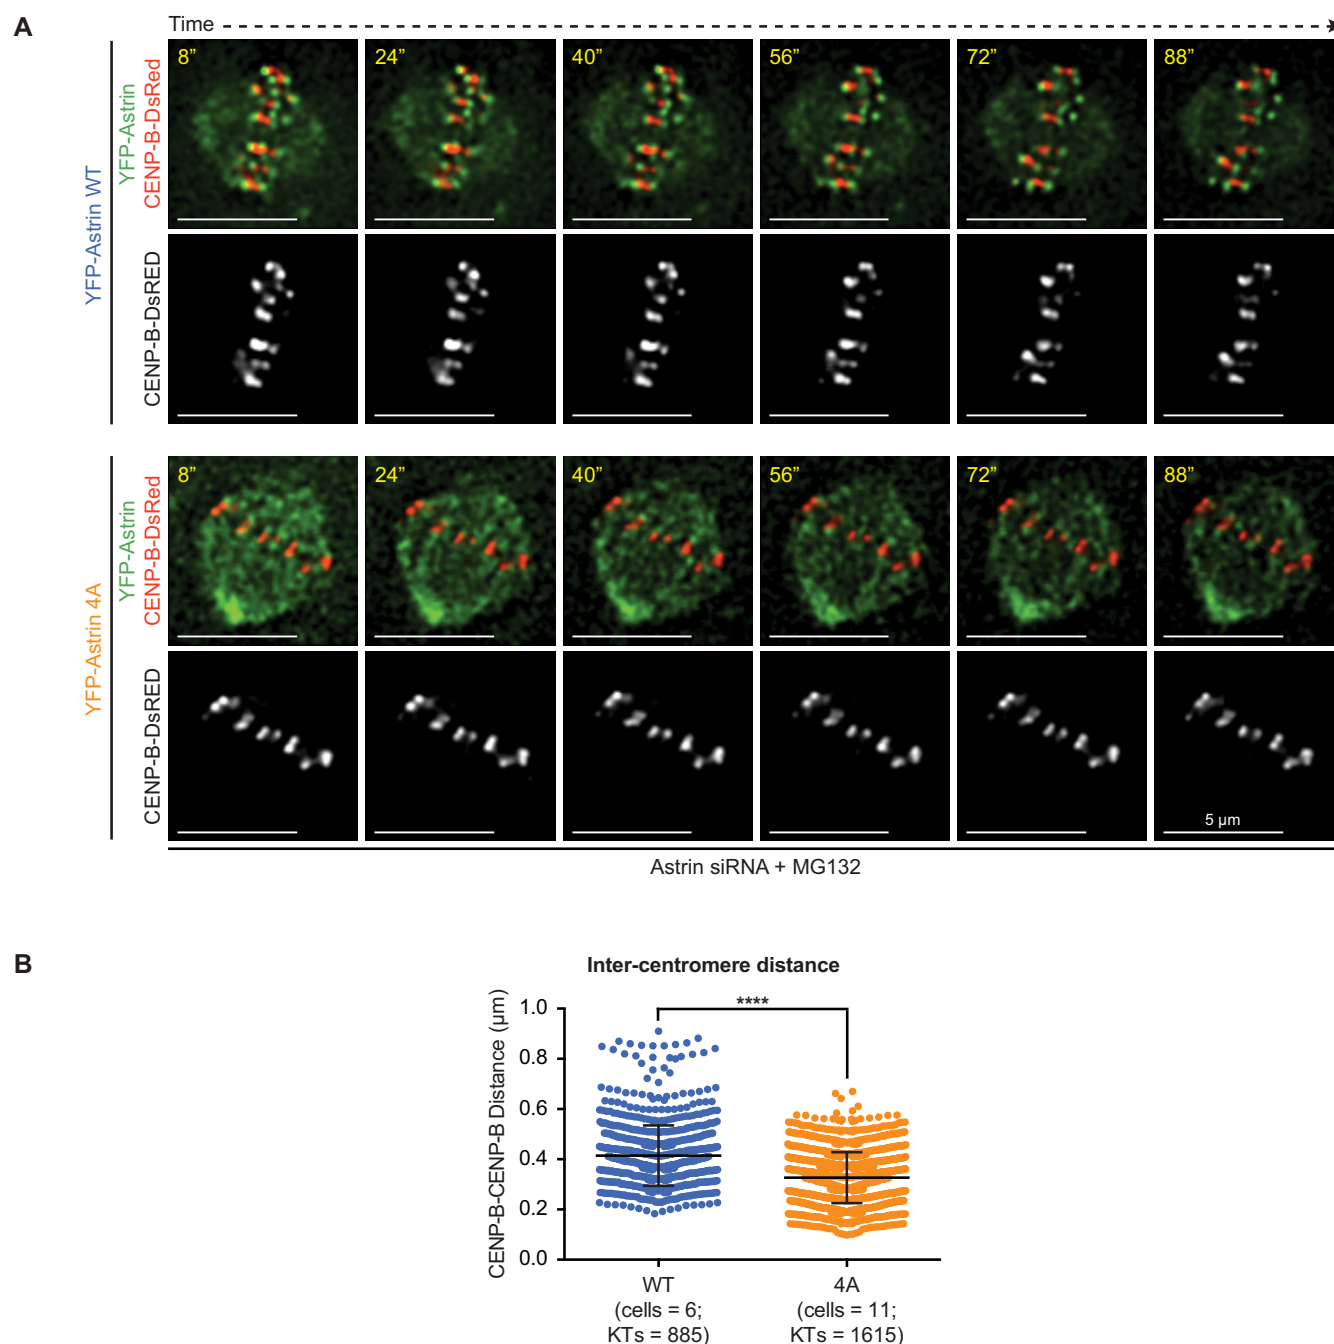 A
Time
YFP-Astrin WT
YFP-Astrin
CENP-B-DsRed
8” 24” 40” 56” 72” 88”
CENP-B-DsRED
YFP-Astrin 4A
YFP-Astrin
CENP-B-DsRed
8” 24” 40” 56” 72” 88”
CENP-B-DsRED
5 µm
Astrin siRNA + MG132
B
Inter-centromere distance
****
CENP-B-CENP-B Distance (µm)
1.0
0.8
0.6
0.4
0.2
0.0
WT 4A
(cells = 6; (cells = 11;
KTs = 885) KTs = 1615)